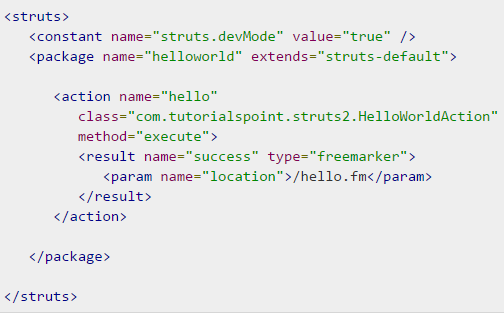 <struts>
<constant name="struts.devMode" value="true" />
<package name="helloworld" extends="struts-default">
<action name="hello"
class="com.tutorialspoint.struts2.HelloWorldAction"
method="execute">
<result name="success" type="freemarker">
<param name="location">/hello.fm</param>
</result>
</action>
</package>
</struts>